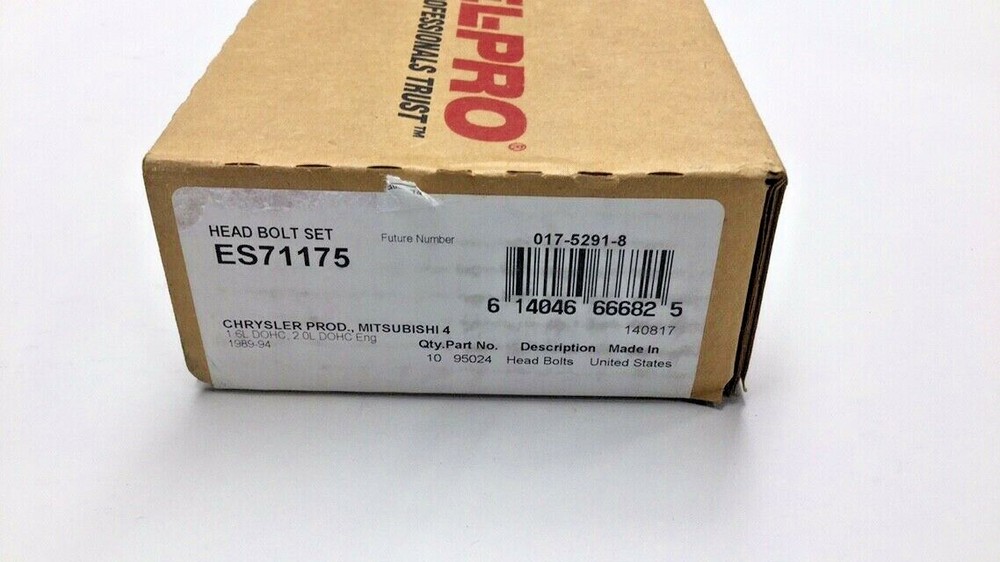 EL-PRO®
OFESSIONALS TRUST™
HEAD BOLT SET
ES71175
Future Number
017-5291-8
6 14046 66682 5
140817
CHRYSLER PROD., MITSUBISHI 4
1.6L DOHC, 2.0L DOHC Eng
1989-94
Qty.Part No. Description Made In
10 95024 Head Bolts United States